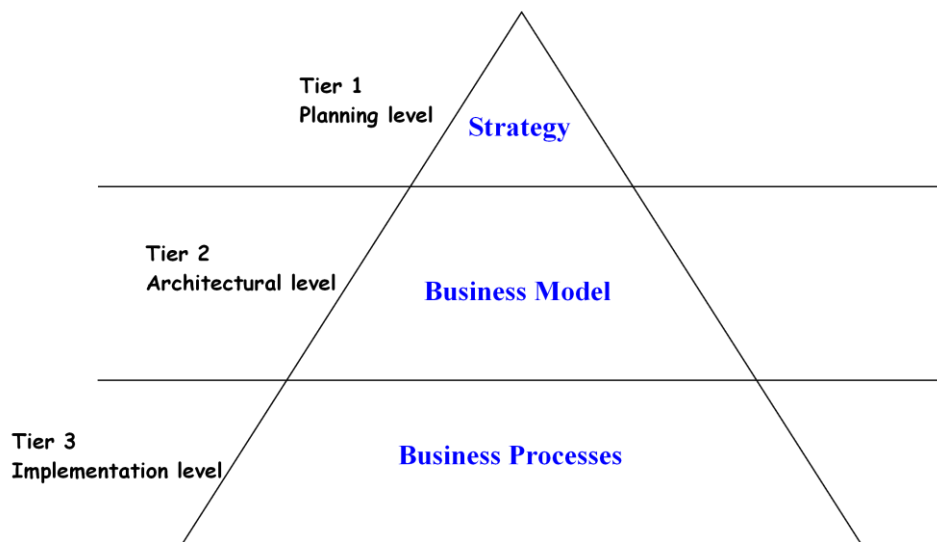 Tier 1
Planning level
Strategy
Tier 2
Architectural level
Business Model
Tier 3
Implementation level
Business Processes